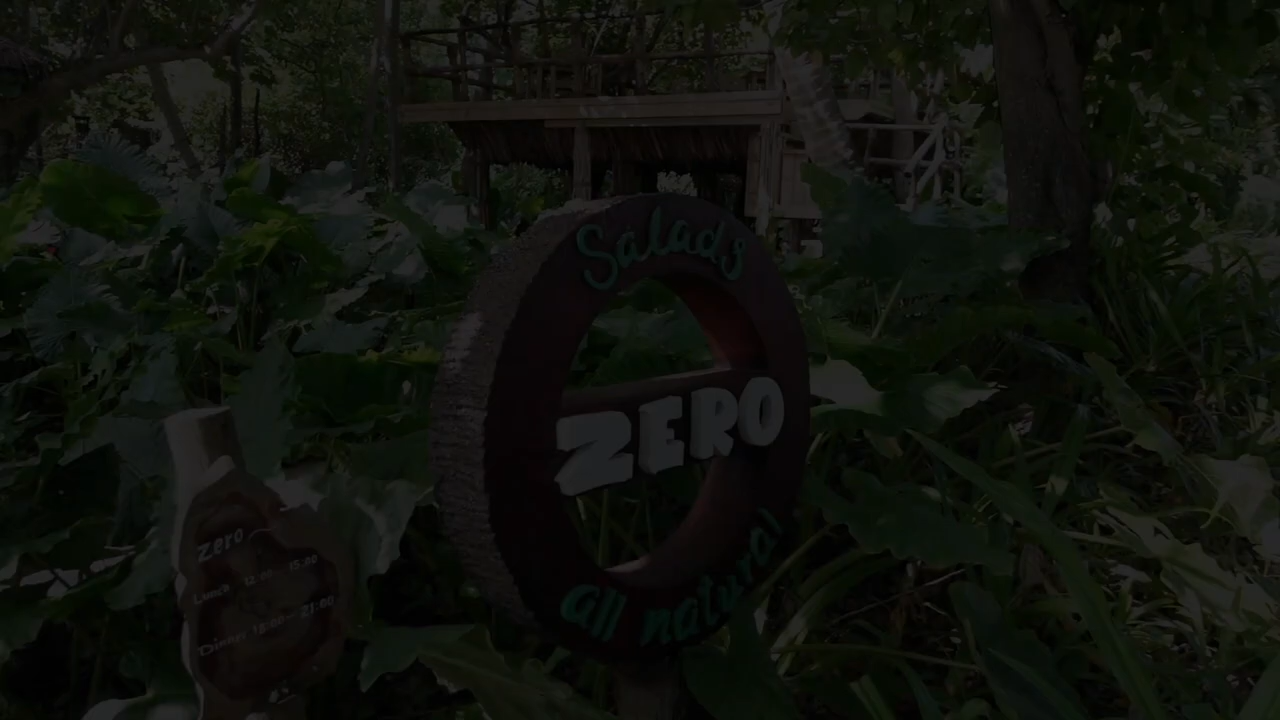 Salads
ZERO
all natural
Zero
Lunch 12:00 - 15:00
Dinner 18:00 - 21:00